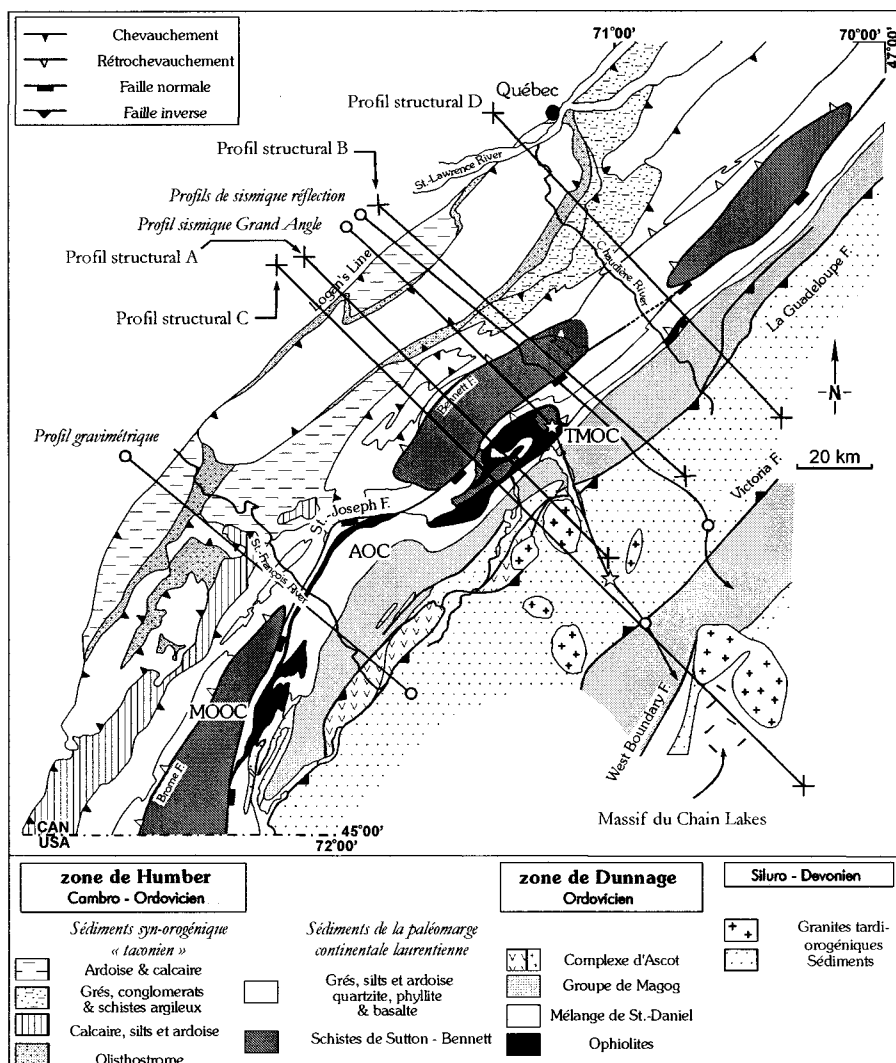 Chevauchement
Rétrochevauchement
Faille normale
Faille inverse
71°00'
70°00'
47°00'
Québec
Profil structural D
Profil structural B
St.-Lawrence River
Profils de sismique réflection
Profil sismique Grand Angle
Profil structural A
Logan's Line
Chaudière River
Profil structural C
La Guadeloupe F.
N
Bennett F.
Profil gravimétrique
TMOC
20 km
Victoria F.
St.-Joseph F.
AOC
St.-François River
MOOC
West Boundary F.
Brome F.
Massif du Chain Lakes
CAN
USA
45°00'
72°00'
zone de Humber
Cambro - Ordovicien
Sédiments syn-orogénique
« taconien »
Ardoise & calcaire
Grés, conglomerats
& schistes argileux
Calcaire, silts et ardoise
Olisthostrome
Sédiments de la paléomarge
continentale laurentienne
Grés, silts et ardoise
quartzite, phyllite
& basalte
Schistes de Sutton - Bennett
zone de Dunnage
Ordovicien
Complexe d'Ascot
Groupe de Magog
Mélange de St.-Daniel
Ophiolites
Siluro - Devonien
Granites tardi-
orogéniques
Sédiments